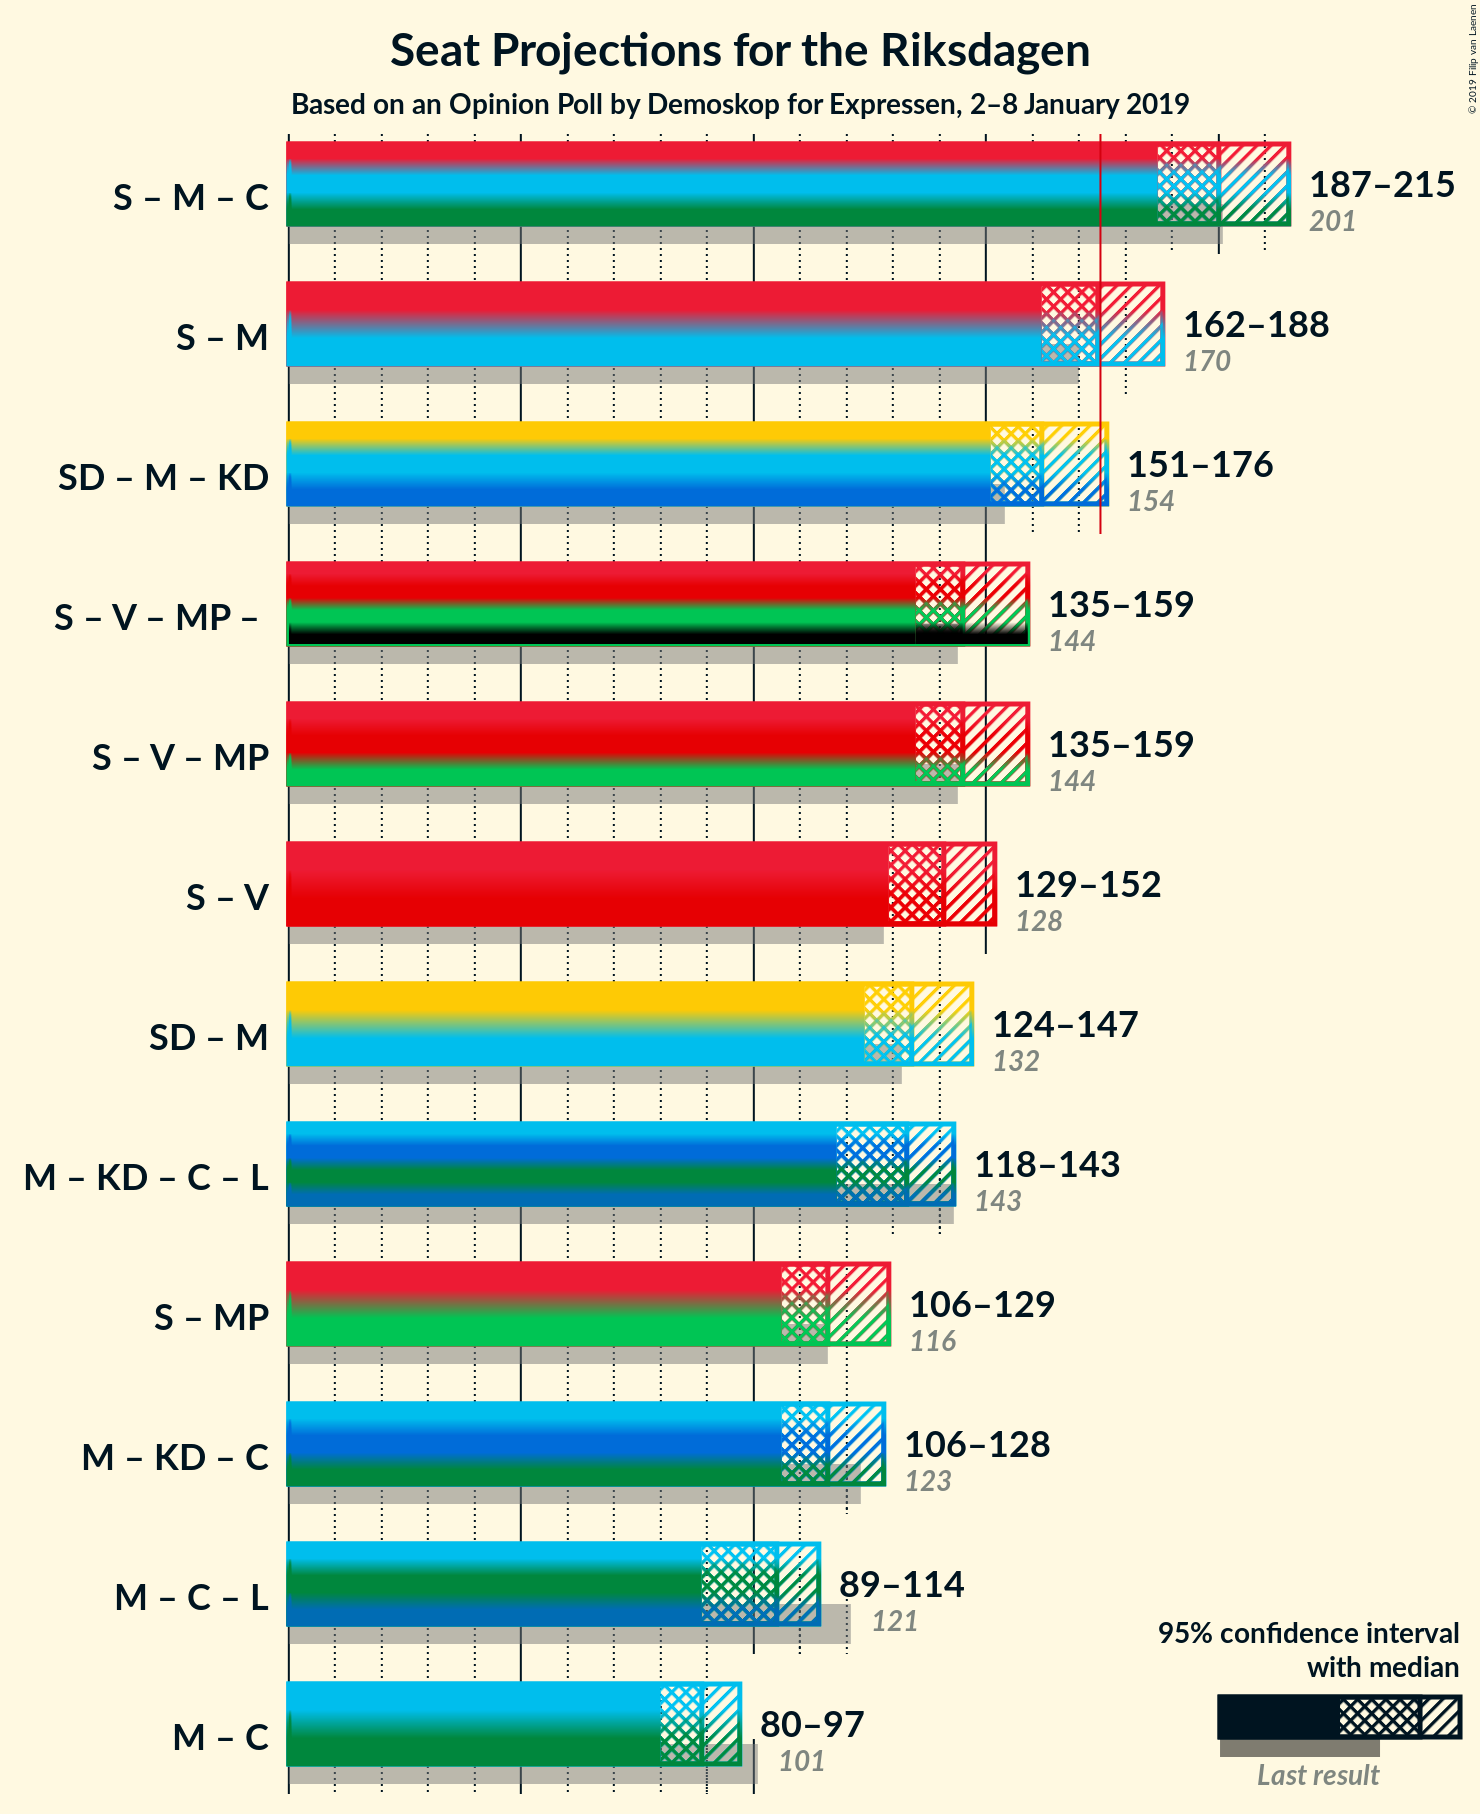 Seat Projections for the Riksdagen
Based on an Opinion Poll by Demoskop for Expressen, 2–8 January 2019
© 2019 Filip van Laenen
S – M – C
187–215
201
S – M
162–188
170
SD – M – KD
151–176
154
S – V – MP –
135–159
144
S – V – MP
135–159
144
S – V
129–152
128
SD – M
124–147
132
M – KD – C – L
118–143
143
S – MP
106–129
116
M – KD – C
106–128
123
M – C – L
89–114
121
M – C
80–97
101
95% confidence interval
with median
Last result